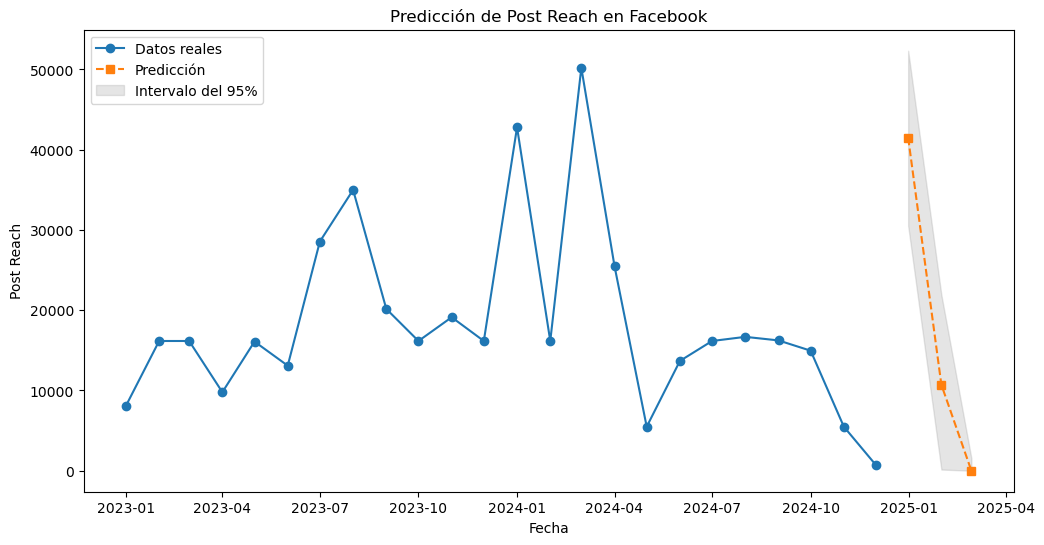 Predicción de Post Reach en Facebook
Datos reales
Predicción
Intervalo del 95%
Post Reach
50000
40000
30000
20000
10000
0
2023-01
2023-04
2023-07
2023-10
2024-01
2024-04
2024-07
2024-10
2025-01
2025-04
Fecha